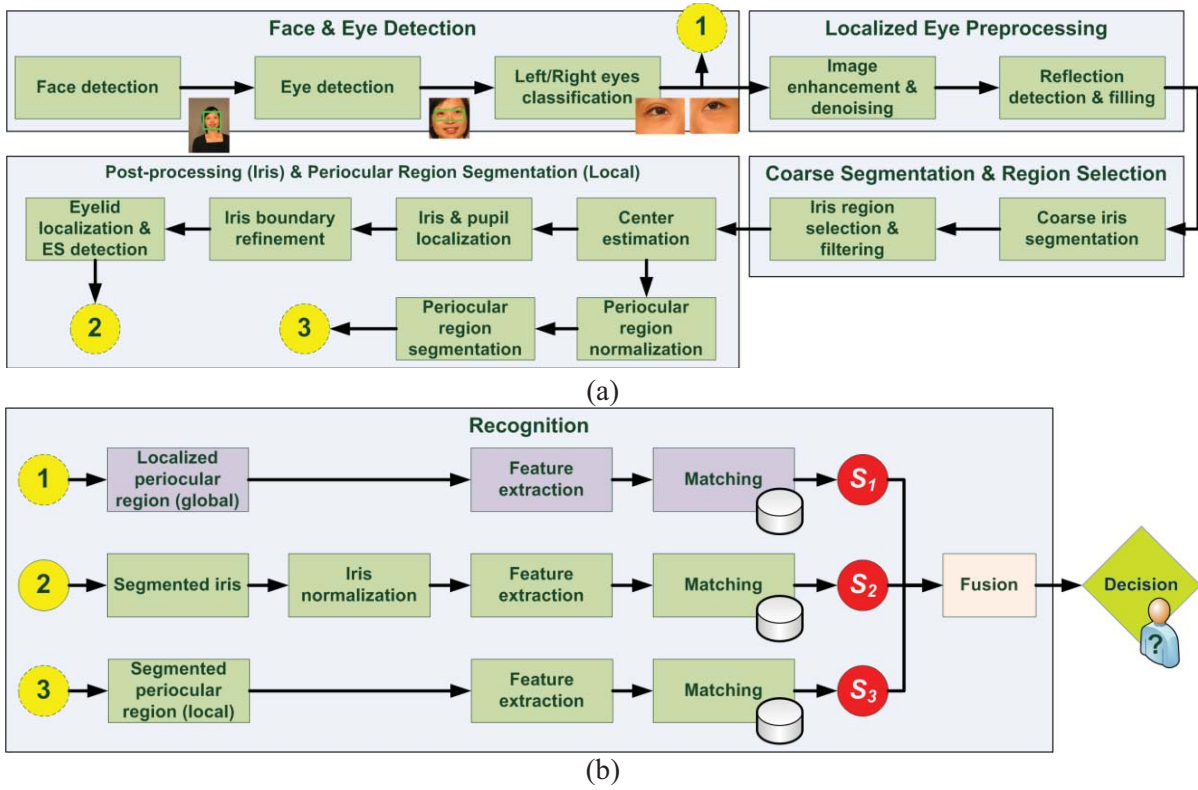 Face & Eye Detection
1
Localized Eye Preprocessing
Face detection
Eye detection
Left/Right eyes
classification
Image
enhancement &
denoising
Reflection
detection & filling
Post-processing (Iris) & Periocular Region Segmentation (Local)
Coarse Segmentation & Region Selection
Eyelid
localization &
ES detection
Iris boundary
refinement
Iris & pupil
localization
Center
estimation
Iris region
selection &
filtering
Coarse iris
segmentation
2
3
Periocular
region
segmentation
Periocular
region
normalization
(a)
Recognition
1
Localized
periocular
region (global)
Feature
extraction
Matching
S1
2
Segmented iris
Iris
normalization
Feature
extraction
Matching
S2
Fusion
Decision
?
3
Segmented
periocular
region (local)
Feature
extraction
Matching
S3
(b)